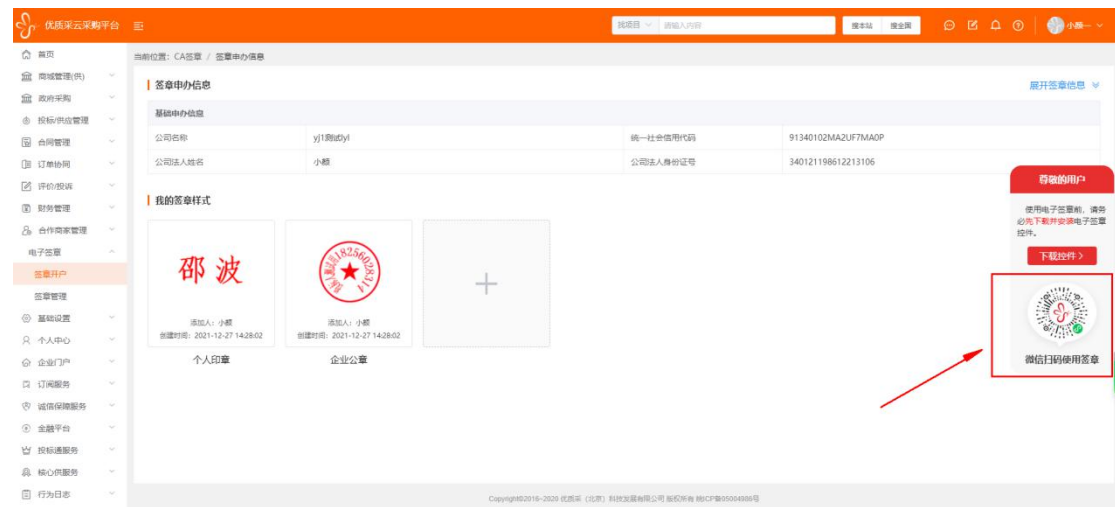 优质采云采购平台
找项目 请输入内容
搜本站 搜全国
小颜一
首页
商城管理(供)
政府采购
投标/供应管理
合同管理
订单协同
评价/投诉
财务管理
合作商家管理
电子签章
签章开户
签章管理
基础设置
个人中心
企业门户
订阅服务
诚信保障服务
金融平台
投标通服务
核心供服务
行为日志
当前位置：CA签章 / 签章申办信息
签章申办信息
展开签章信息
基础申办信息
公司名称 yj1测试lyl 统一社会信用代码 91340102MA2UF7MA0P
公司法人姓名 小颜 公司法人身份证号 340121198612213106
我的签章样式
邵波
添加人：小颜
创建时间：2021-12-27 14:28:02
个人印章
18256028314
添加人：小颜
创建时间：2021-12-27 14:28:02
企业公章
尊敬的用户
使用电子签章前，请务
必先下载并安装电子签章
控件。
下载控件 >
微信扫码使用签章
Copyright©2016-2020 优质采（北京）科技发展有限公司 版权所有 皖ICP备05004886号